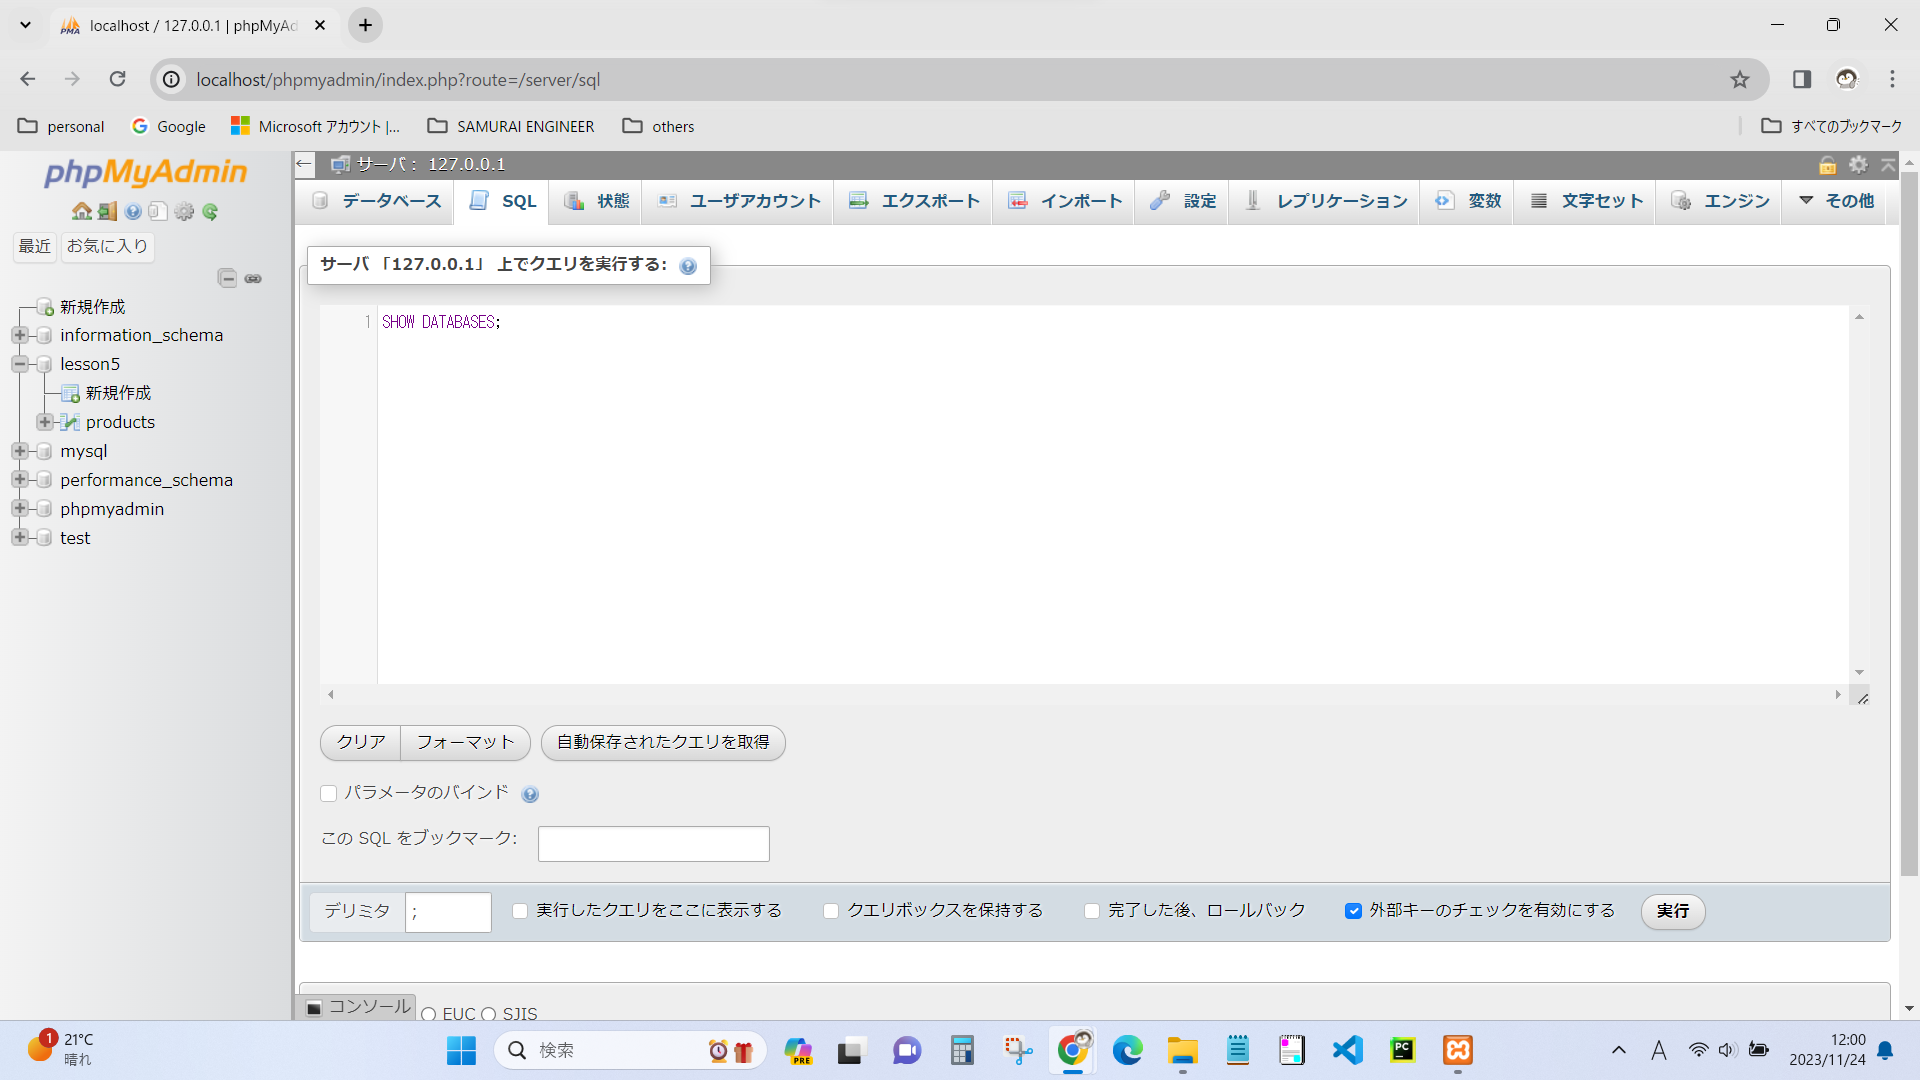 localhost / 127.0.0.1 | phpMyAd
localhost/phpmyadmin/index.php?route=/server/sql
personal Google Microsoft アカウント |... SAMURAI ENGINEER others すべてのブックマーク
phpMyAdmin
最近 お気に入り
新規作成
information_schema
lesson5
新規作成
products
mysql
performance_schema
phpmyadmin
test
サーバ: 127.0.0.1
データベース SQL 状態 ユーザアカウント エクスポート インポート 設定 レプリケーション 変数 文字セット エンジン その他
サーバ 「127.0.0.1」 上でクエリを実行する:
1 SHOW DATABASES;
クリア フォーマット 自動保存されたクエリを取得
パラメータのバインド
この SQL をブックマーク:
デリミタ ; 実行したクエリをここに表示する クエリボックスを保持する 完了した後、ロールバック 外部キーのチェックを有効にする 実行
コンソール EUC SJIS
1 21°C
晴れ
検索
PRE
PC
A
12:00
2023/11/24